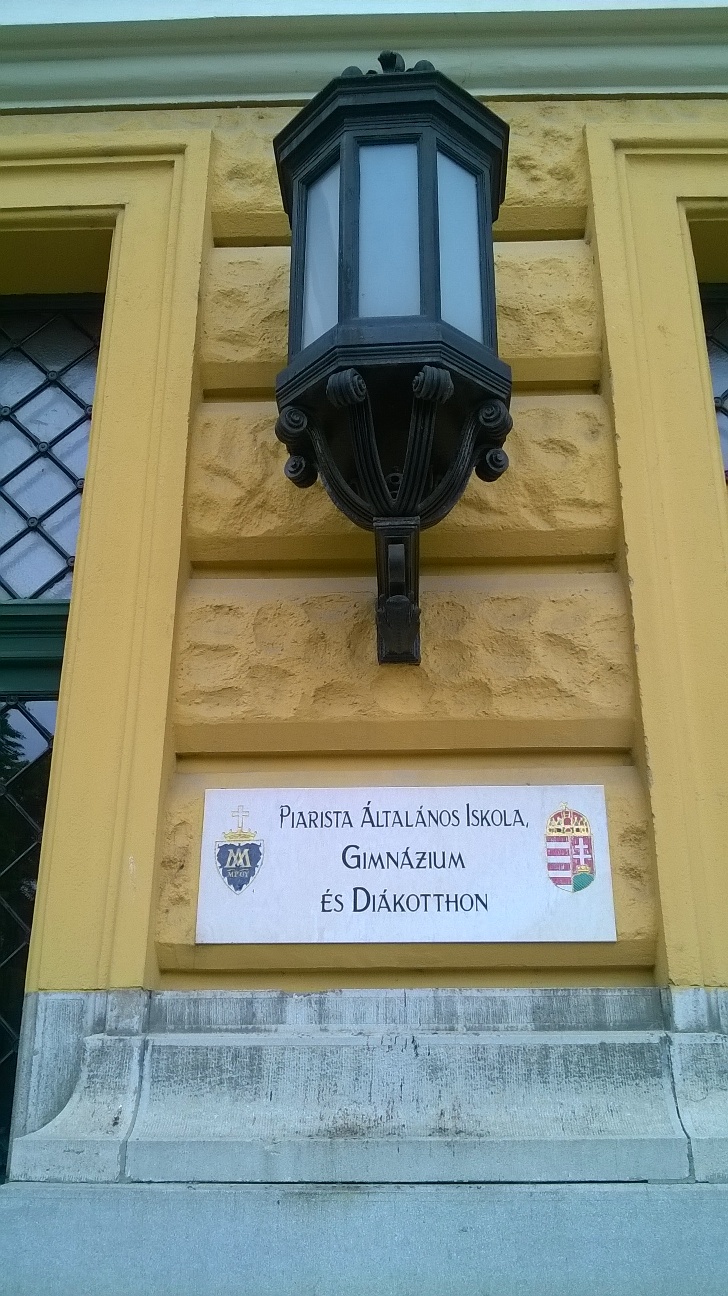 Piarista Általános Iskola,
Gimnázium
és Diákotthon